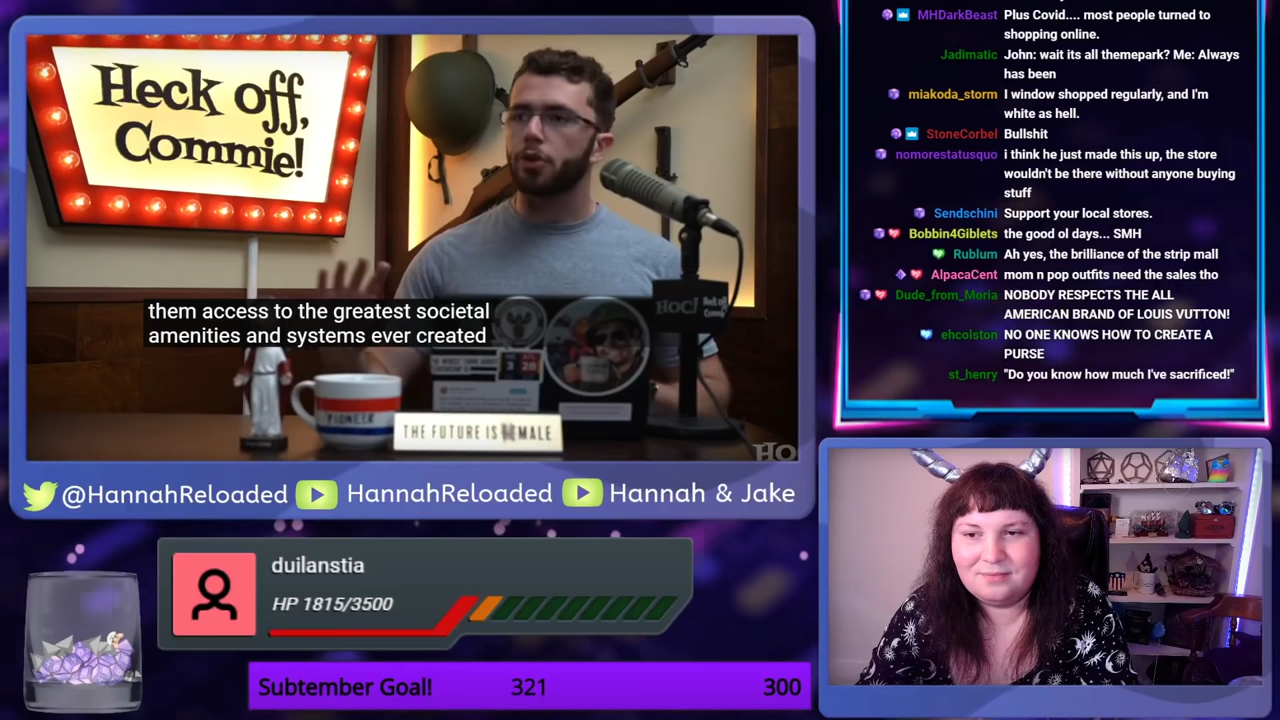 Heck off,
Commie!
them access to the greatest societal
amenities and systems ever created
PIONEER
THE FUTURE IS MALE
HOC!
HO
@HannahReloaded HannahReloaded Hannah & Jake
duilanstia
HP 1815/3500
Subtember Goal! 321 300
MHDarkBeast Plus Covid.... most people turned to
shopping online.
Jadimatic John: wait its all themepark? Me: Always
has been
miakoda_storm I window shopped regularly, and I'm
white as hell.
StoneCorbel Bullshit
nomorestatusquo i think he just made this up, the store
wouldn't be there without anyone buying
stuff
Sendschini Support your local stores.
Bobbin4Giblets the good ol days... SMH
Rublum Ah yes, the brilliance of the strip mall
AlpacaCent mom n pop outfits need the sales tho
Dude_from_Moria NOBODY RESPECTS THE ALL
AMERICAN BRAND OF LOUIS VUTTON!
ehcolston NO ONE KNOWS HOW TO CREATE A
PURSE
st_henry "Do you know how much I've sacrificed!"